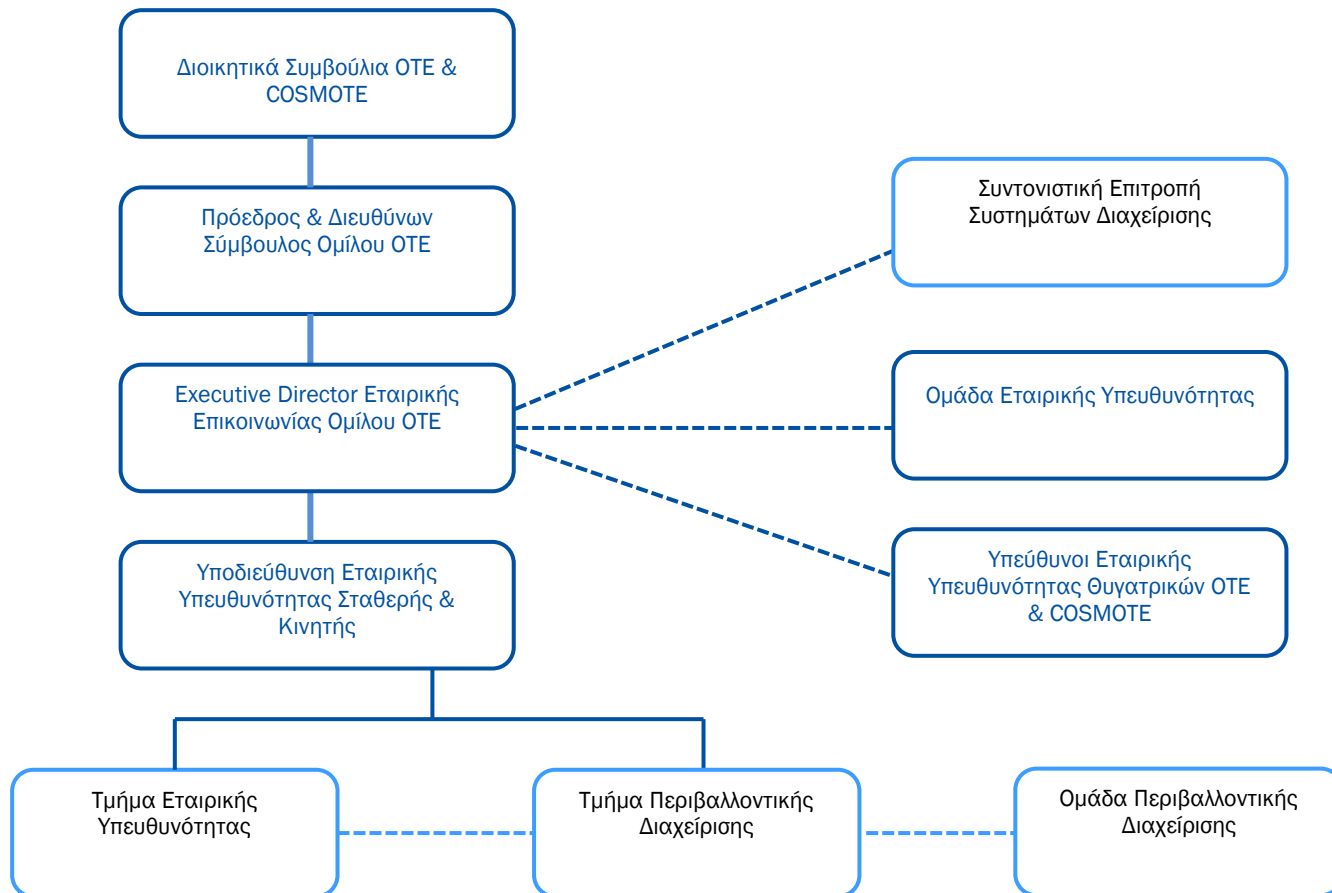 Διοικητικά Συμβούλια ΟΤΕ &
COSMOTE
Πρόεδρος & Διευθύνων
Σύμβουλος Ομίλου ΟΤΕ
Συντονιστική Επιτροπή
Συστημάτων Διαχείρισης
Executive Director Εταιρικής
Επικοινωνίας Ομίλου ΟΤΕ
Ομάδα Εταιρικής Υπευθυνότητας
Υποδιεύθυνση Εταιρικής
Υπευθυνότητας Σταθερής &
Κινητής
Υπεύθυνοι Εταιρικής
Υπευθυνότητας Θυγατρικών ΟΤΕ
& COSMOTE
Τμήμα Εταιρικής
Υπευθυνότητας
Τμήμα Περιβαλλοντικής
Διαχείρισης
Ομάδα Περιβαλλοντικής
Διαχείρισης